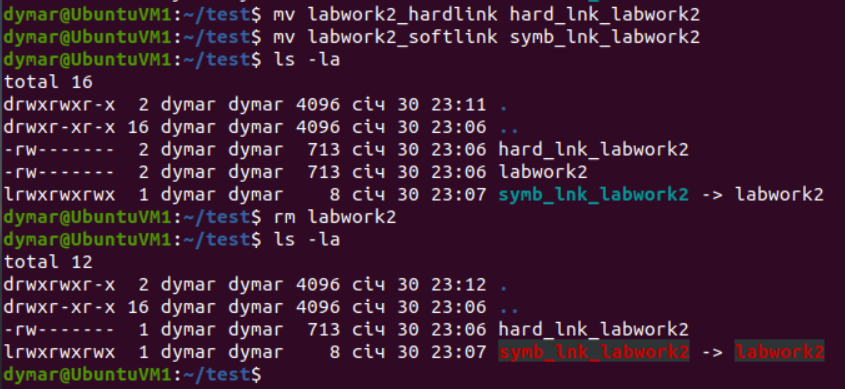 dymar@UbuntuVM1:~/test$ mv labwork2_hardlink hard_lnk_labwork2
dymar@UbuntuVM1:~/test$ mv labwork2_softlink symb_lnk_labwork2
dymar@UbuntuVM1:~/test$ ls -la
total 16
drwxrwxr-x  2 dymar dymar 4096 січ 30 23:11 .
drwxr-xr-x 16 dymar dymar 4096 січ 30 23:06 ..
-rw-------  2 dymar dymar  713 січ 30 23:06 hard_lnk_labwork2
-rw-------  2 dymar dymar  713 січ 30 23:06 labwork2
lrwxrwxrwx  1 dymar dymar    8 січ 30 23:07 symb_lnk_labwork2 -> labwork2
dymar@UbuntuVM1:~/test$ rm labwork2
dymar@UbuntuVM1:~/test$ ls -la
total 12
drwxrwxr-x  2 dymar dymar 4096 січ 30 23:12 .
drwxr-xr-x 16 dymar dymar 4096 січ 30 23:06 ..
-rw-------  1 dymar dymar  713 січ 30 23:06 hard_lnk_labwork2
lrwxrwxrwx  1 dymar dymar    8 січ 30 23:07 symb_lnk_labwork2 -> labwork2
dymar@UbuntuVM1:~/test$